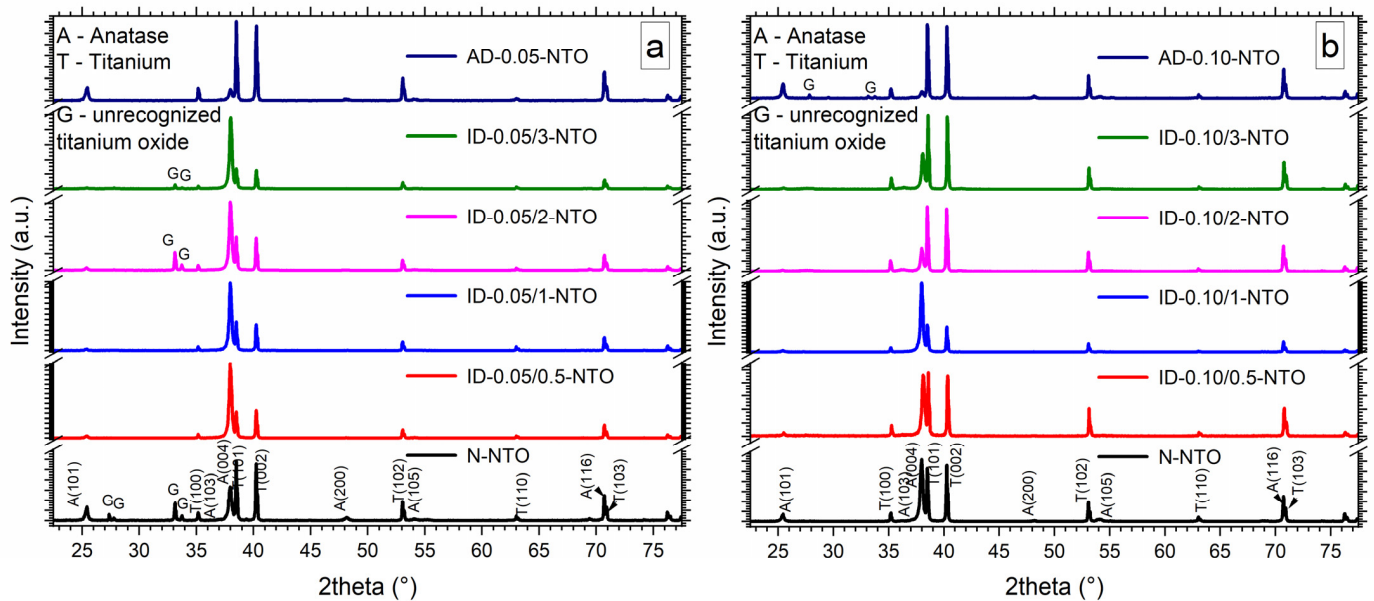 A - Anatase
T - Titanium
AD-0.05-NTO
a
G - unrecognized
titanium oxide
ID-0.05/3-NTO
G G
ID-0.05/2-NTO
G
G
ID-0.05/1-NTO
ID-0.05/0.5-NTO
N-NTO
A(101)
G
G
G
G
T(100)
A(103)
A(004)
T(101)
T(002)
A(200)
T(102)
A(105)
T(110)
A(116)
T(103)
25 30 35 40 45 50 55 60 65 70 75
2theta (°)
Intensity (a.u.)
A - Anatase
T - Titanium
AD-0.10-NTO
b
G
G
G - unrecognized
titanium oxide
ID-0.10/3-NTO
ID-0.10/2-NTO
ID-0.10/1-NTO
ID-0.10/0.5-NTO
N-NTO
A(101)
T(100)
A(103)
A(004)
T(101)
T(002)
A(200)
T(102)
A(105)
T(110)
A(116)
T(103)
25 30 35 40 45 50 55 60 65 70 75
2theta (°)
Intensity (a.u.)